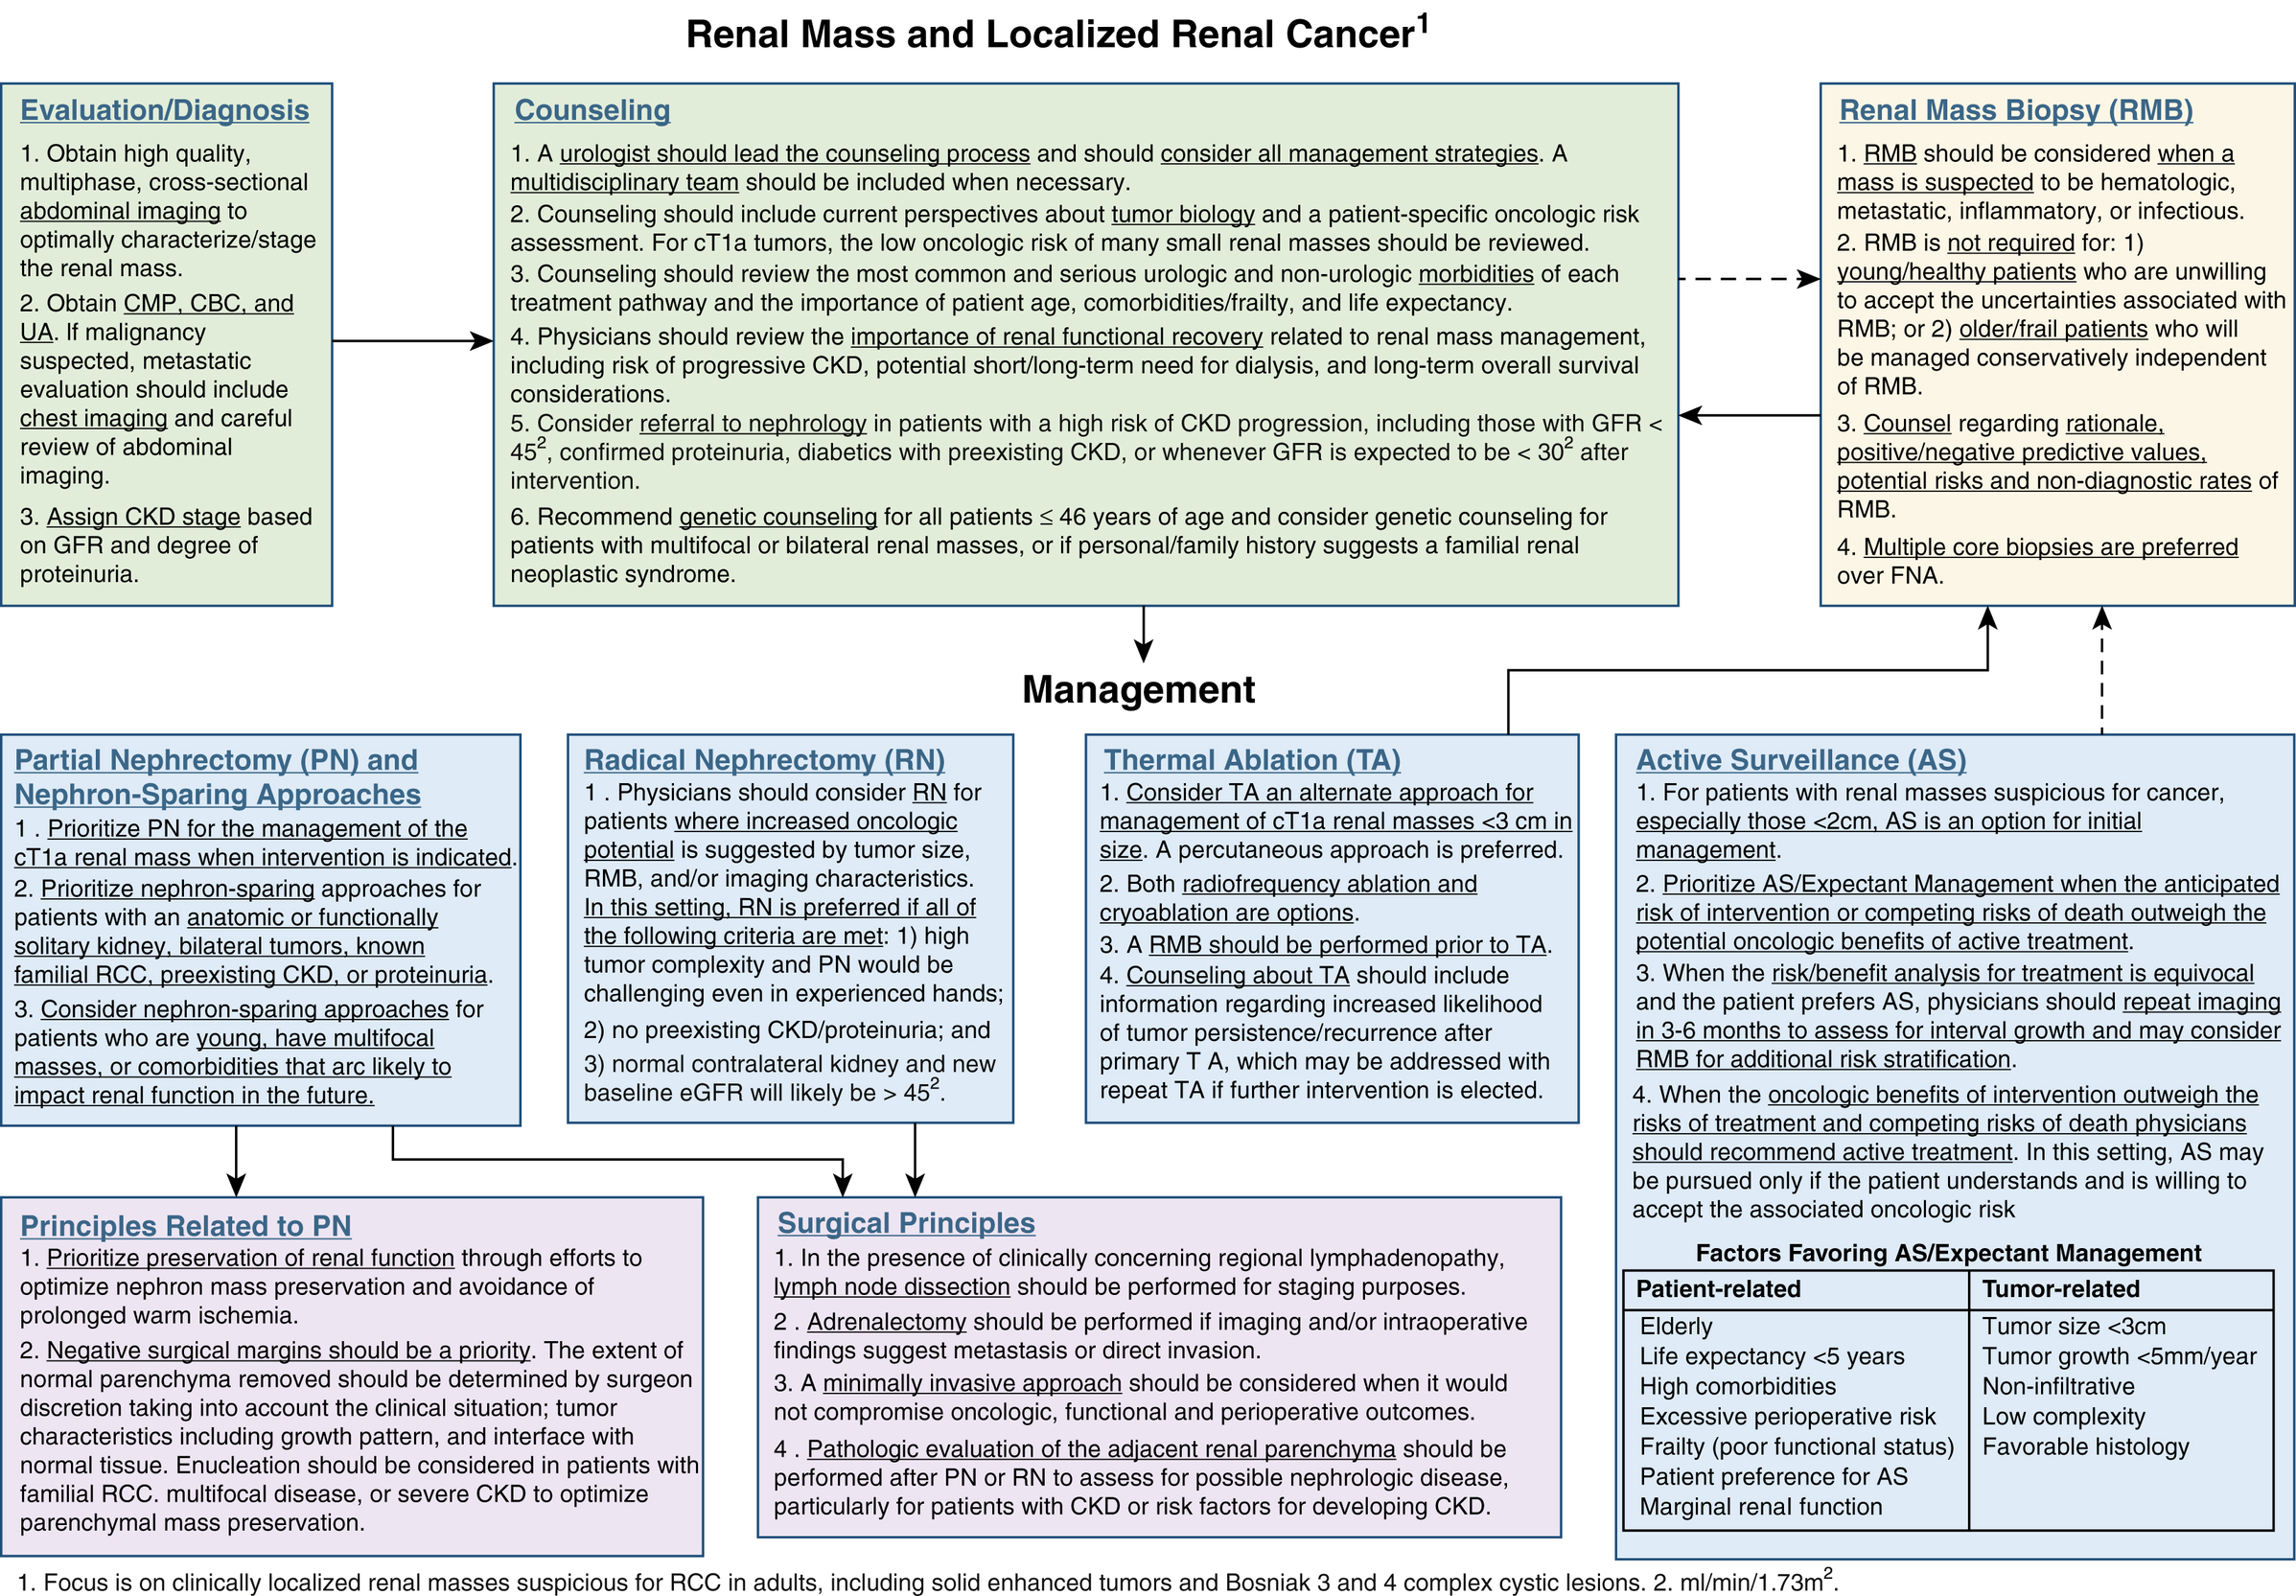 Renal Mass and Localized Renal Cancer1
Evaluation/Diagnosis
1. Obtain high quality,
multiphase, cross-sectional
abdominal imaging to
optimally characterize/stage
the renal mass.
2. Obtain CMP, CBC, and
UA. If malignancy
suspected, metastatic
evaluation should include
chest imaging and careful
review of abdominal
imaging.
3. Assign CKD stage based
on GFR and degree of
proteinuria.
Counseling
1. A urologist should lead the counseling process and should consider all management strategies. A
multidisciplinary team should be included when necessary.
2. Counseling should include current perspectives about tumor biology and a patient-specific oncologic risk
assessment. For cT1a tumors, the low oncologic risk of many small renal masses should be reviewed.
3. Counseling should review the most common and serious urologic and non-urologic morbidities of each
treatment pathway and the importance of patient age, comorbidities/frailty, and life expectancy.
4. Physicians should review the importance of renal functional recovery related to renal mass management,
including risk of progressive CKD, potential short/long-term need for dialysis, and long-term overall survival
considerations.
5. Consider referral to nephrology in patients with a high risk of CKD progression, including those with GFR <
45², confirmed proteinuria, diabetics with preexisting CKD, or whenever GFR is expected to be < 30² after
intervention.
6. Recommend genetic counseling for all patients ≤ 46 years of age and consider genetic counseling for
patients with multifocal or bilateral renal masses, or if personal/family history suggests a familial renal
neoplastic syndrome.
Renal Mass Biopsy (RMB)
1. RMB should be considered when a
mass is suspected to be hematologic,
metastatic, inflammatory, or infectious.
2. RMB is not required for: 1)
young/healthy patients who are unwilling
to accept the uncertainties associated with
RMB; or 2) older/frail patients who will
be managed conservatively independent
of RMB.
3. Counsel regarding rationale,
positive/negative predictive values,
potential risks and non-diagnostic rates of
RMB.
4. Multiple core biopsies are preferred
over FNA.
Management
Partial Nephrectomy (PN) and
Nephron-Sparing Approaches
1 . Prioritize PN for the management of the
cT1a renal mass when intervention is indicated.
2. Prioritize nephron-sparing approaches for
patients with an anatomic or functionally
solitary kidney, bilateral tumors, known
familial RCC, preexisting CKD, or proteinuria.
3. Consider nephron-sparing approaches for
patients who are young, have multifocal
masses, or comorbidities that arc likely to
impact renal function in the future.
Radical Nephrectomy (RN)
1 . Physicians should consider RN for
patients where increased oncologic
potential is suggested by tumor size,
RMB, and/or imaging characteristics.
In this setting, RN is preferred if all of
the following criteria are met: 1) high
tumor complexity and PN would be
challenging even in experienced hands;
2) no preexisting CKD/proteinuria; and
3) normal contralateral kidney and new
baseline eGFR will likely be > 45².
Thermal Ablation (TA)
1. Consider TA an alternate approach for
management of cT1a renal masses <3 cm in
size. A percutaneous approach is preferred.
2. Both radiofrequency ablation and
cryoablation are options.
3. A RMB should be performed prior to TA.
4. Counseling about TA should include
information regarding increased likelihood
of tumor persistence/recurrence after
primary T A, which may be addressed with
repeat TA if further intervention is elected.
Active Surveillance (AS)
1. For patients with renal masses suspicious for cancer,
especially those <2cm, AS is an option for initial
management.
2. Prioritize AS/Expectant Management when the anticipated
risk of intervention or competing risks of death outweigh the
potential oncologic benefits of active treatment.
3. When the risk/benefit analysis for treatment is equivocal
and the patient prefers AS, physicians should repeat imaging
in 3-6 months to assess for interval growth and may consider
RMB for additional risk stratification.
4. When the oncologic benefits of intervention outweigh the
risks of treatment and competing risks of death physicians
should recommend active treatment. In this setting, AS may
be pursued only if the patient understands and is willing to
accept the associated oncologic risk
Factors Favoring AS/Expectant Management
Patient-related Tumor-related
Elderly Tumor size <3cm
Life expectancy <5 years Tumor growth <5mm/year
High comorbidities Non-infiltrative
Excessive perioperative risk Low complexity
Frailty (poor functional status) Favorable histology
Patient preference for AS
Marginal renal function
Principles Related to PN
1. Prioritize preservation of renal function through efforts to
optimize nephron mass preservation and avoidance of
prolonged warm ischemia.
2. Negative surgical margins should be a priority. The extent of
normal parenchyma removed should be determined by surgeon
discretion taking into account the clinical situation; tumor
characteristics including growth pattern, and interface with
normal tissue. Enucleation should be considered in patients with
familial RCC. multifocal disease, or severe CKD to optimize
parenchymal mass preservation.
Surgical Principles
1. In the presence of clinically concerning regional lymphadenopathy,
lymph node dissection should be performed for staging purposes.
2 . Adrenalectomy should be performed if imaging and/or intraoperative
findings suggest metastasis or direct invasion.
3. A minimally invasive approach should be considered when it would
not compromise oncologic, functional and perioperative outcomes.
4 . Pathologic evaluation of the adjacent renal parenchyma should be
performed after PN or RN to assess for possible nephrologic disease,
particularly for patients with CKD or risk factors for developing CKD.
1. Focus is on clinically localized renal masses suspicious for RCC in adults, including solid enhanced tumors and Bosniak 3 and 4 complex cystic lesions. 2. ml/min/1.73m².